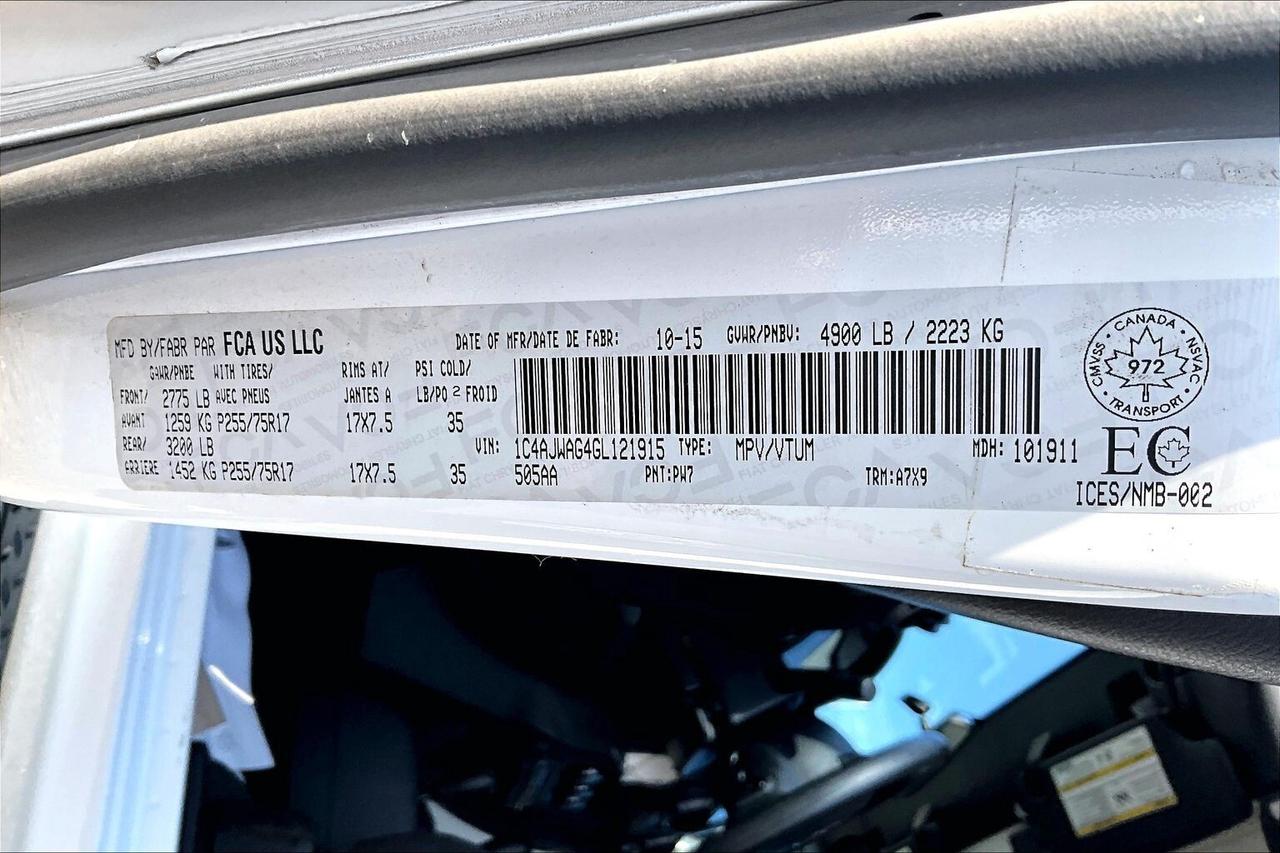 MFD BY/FABR PAR FCA US LLC DATE OF MFR/DATE DE FABR: 10-15 GVWR/PNBV: 4900 LB / 2223 KG
GAWR/PNBE WITH TIRES/ RIMS AT/ PSI COLD/
FRONT/ 2775 LB AVEC PNEUS JANTES A LB/PO 2 FROID
AVANT 1259 KG P255/75R17 17X7.5 35
REAR/ 3200 LB VIN: 1C4AJWAG4GL121915 TYPE: MPV/VTUM MDH: 101911
ARRIERE 1452 KG P255/75R17 17X7.5 35 505AA PNT:PW7 TRM:A7X9
CANADA
CMVSS 972 NSVAC
TRANSPORT
EC
ICES/NMB-002